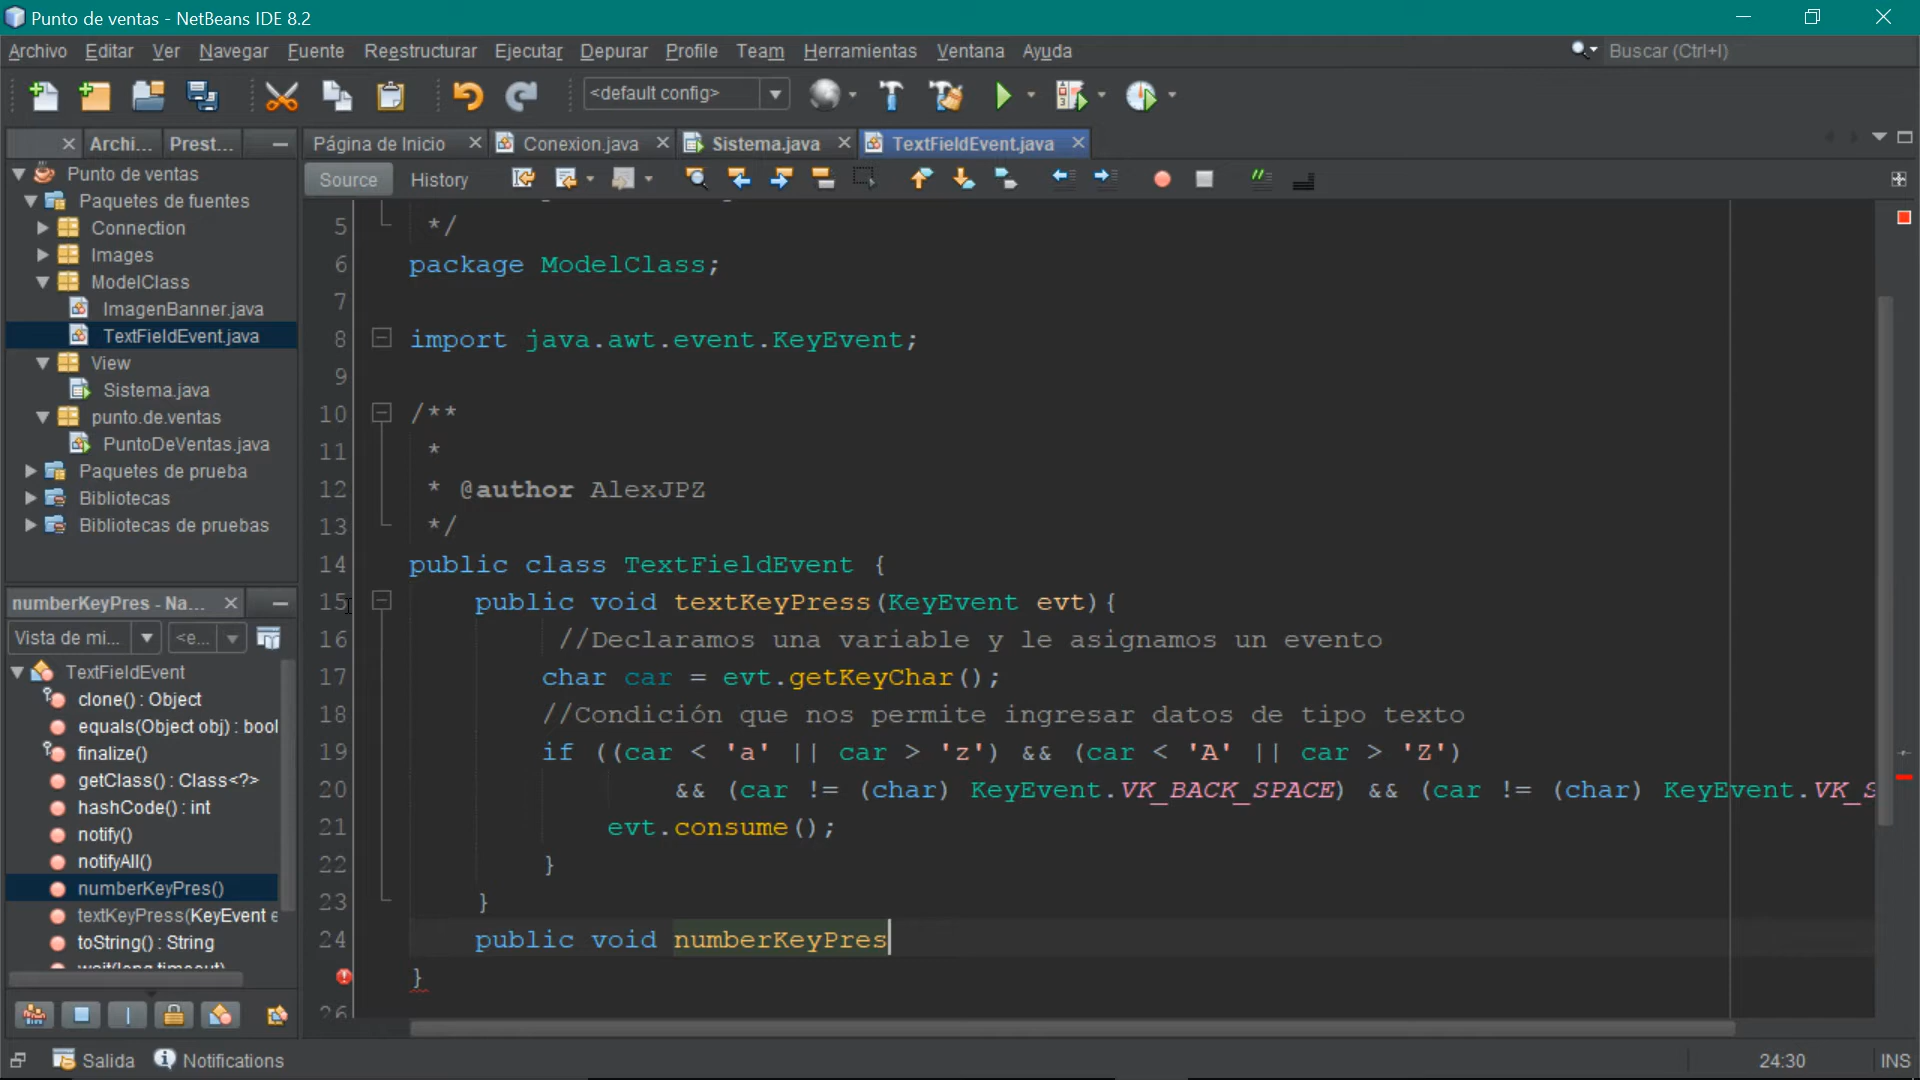 Punto de ventas - NetBeans IDE 8.2
Archivo Editar Ver Navegar Fuente Reestructurar Ejecutar Depurar Profile Team Herramientas Ventana Ayuda
Buscar (Ctrl+I)
<default config>
Archi... Prest...
Página de Inicio Conexion.java Sistema.java TextFieldEvent.java
Source History
Punto de ventas
Paquetes de fuentes
Connection
Images
ModelClass
ImagenBanner.java
TextFieldEvent.java
View
Sistema.java
punto.de.ventas
PuntoDeVentas.java
Paquetes de prueba
Bibliotecas
Bibliotecas de pruebas
numberKeyPres - Na...
Vista de mi... <e...
TextFieldEvent
clone() : Object
equals(Object obj) : bool
finalize()
getClass() : Class<?>
hashCode() : int
notify()
notifyAll()
numberKeyPres()
textKeyPress(KeyEvent e
toString() : String
5 */
6 package ModelClass;
7
8 import java.awt.event.KeyEvent;
9
10 /**
11 *
12 * @author AlexJPZ
13 */
14 public class TextFieldEvent {
15 public void textKeyPress(KeyEvent evt){
16 //Declaramos una variable y le asignamos un evento
17 char car = evt.getKeyChar();
18 //Condición que nos permite ingresar datos de tipo texto
19 if ((car < 'a' || car > 'z') && (car < 'A' || car > 'Z')
20 && (car != (char) KeyEvent.VK_BACK_SPACE) && (car != (char) KeyEvent.VK_S
21 evt.consume();
22 }
23 }
24 public void numberKeyPres
}
26
Salida Notifications
24:30 INS